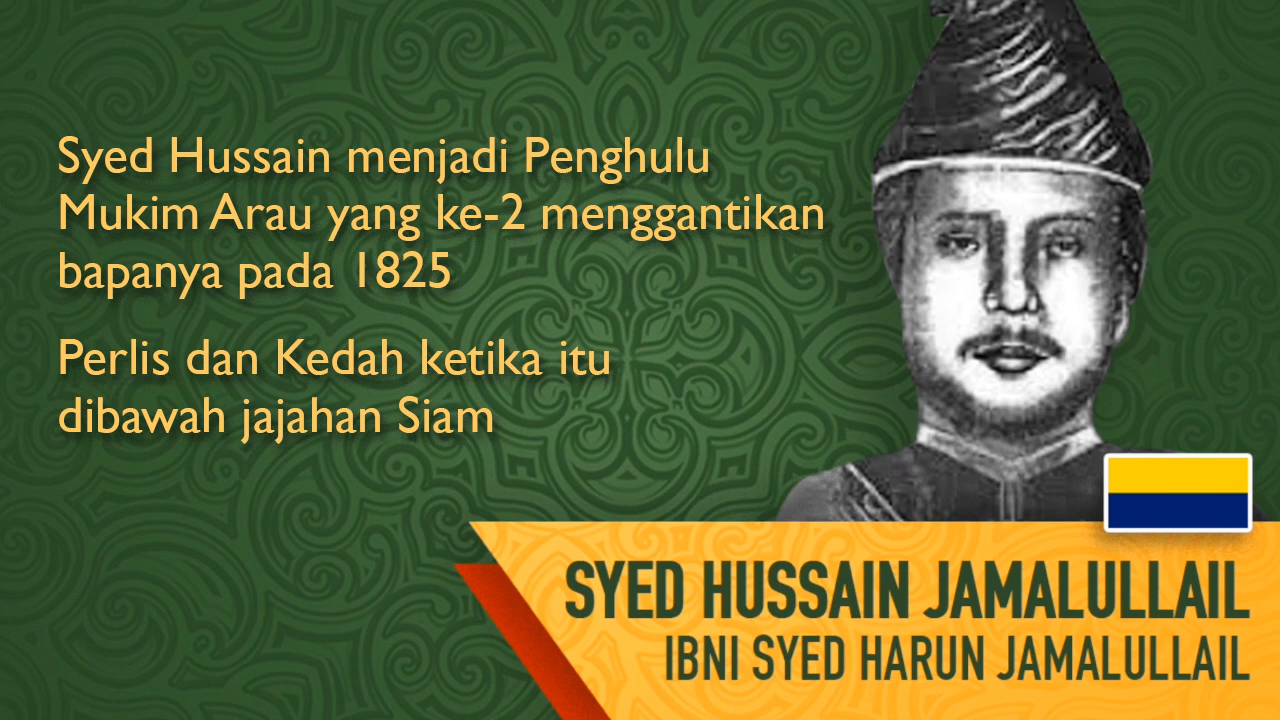 Syed Hussain menjadi Penghulu
Mukim Arau yang ke-2 menggantikan
bapanya pada 1825
Perlis dan Kedah ketika itu
dibawah jajahan Siam
SYED HUSSAIN JAMALULLAIL
IBNI SYED HARUN JAMALULLAIL